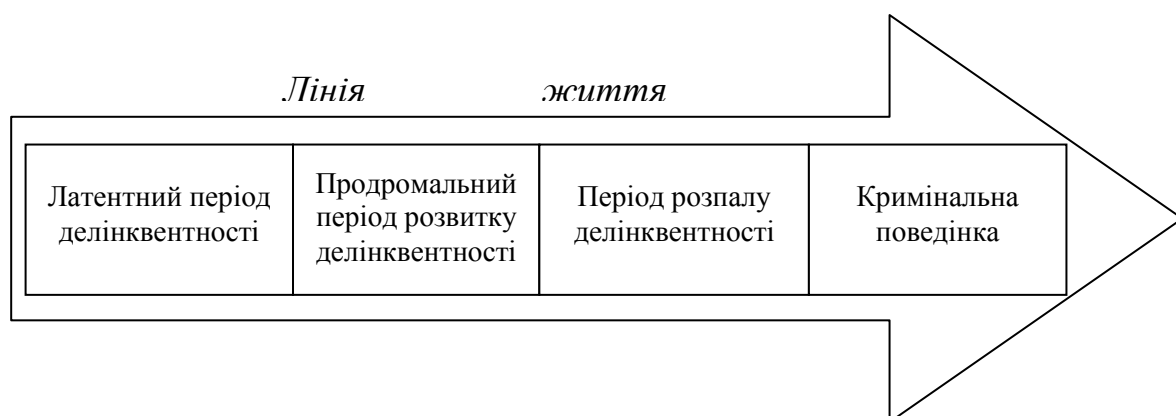 Лінія життя
Латентний період
делінквентності
Продромальний
період розвитку
делінквентності
Період розпалу
делінквентності
Кримінальна
поведінка